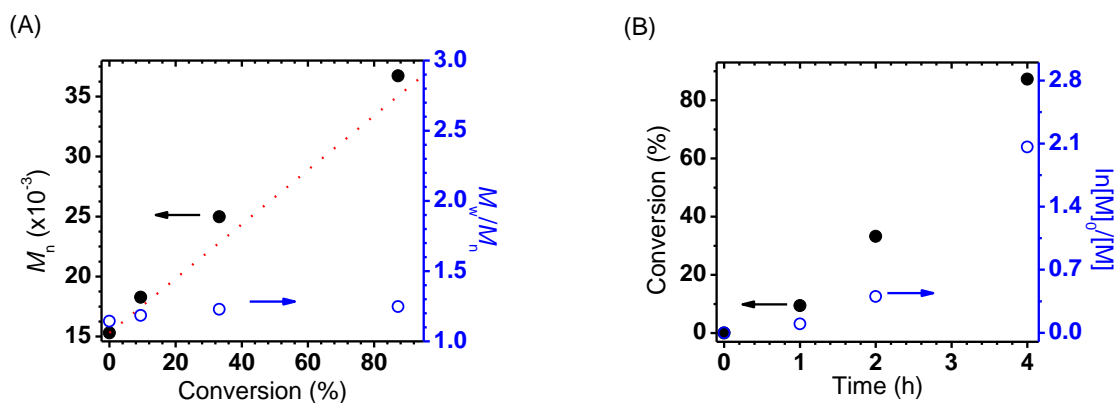 (A)
3.0
2.5
2.0
1.5
1.0
35
30
25
20
15
0 20 40 60 80
Mₙ (x10⁻³)
Conversion (%)
M_w/Mₙ
(B)
80
60
40
20
0
2.8
2.1
1.4
0.7
0.0
0 1 2 3 4
Conversion (%)
Time (h)
ln[M]₀/[M]